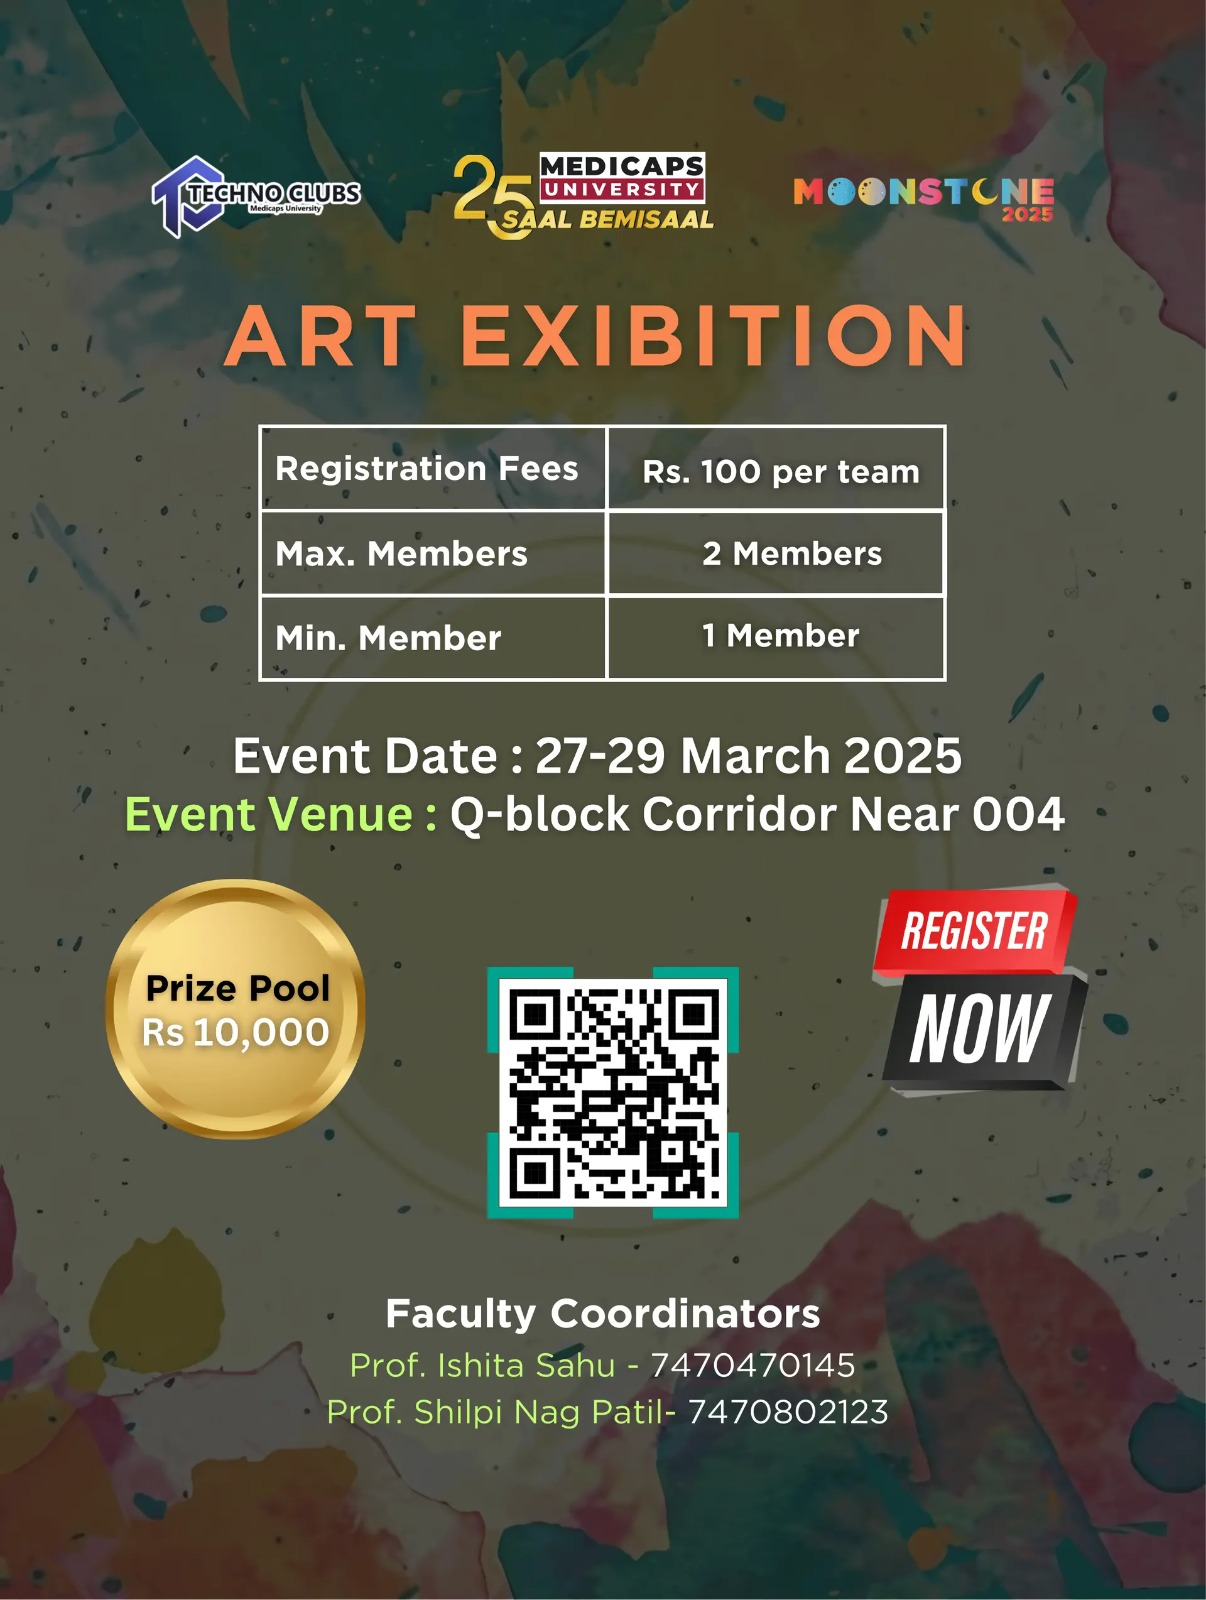 TECHNO CLUBS
Medicaps University
25
MEDICAPS
UNIVERSITY
SAAL BEMISAAL
MOONSTONE
2025
ART EXIBITION
Registration Fees Rs. 100 per team
Max. Members 2 Members
Min. Member 1 Member
Event Date : 27-29 March 2025
Event Venue : Q-block Corridor Near 004
Prize Pool
Rs 10,000
REGISTER
NOW
Faculty Coordinators
Prof. Ishita Sahu - 7470470145
Prof. Shilpi Nag Patil- 7470802123